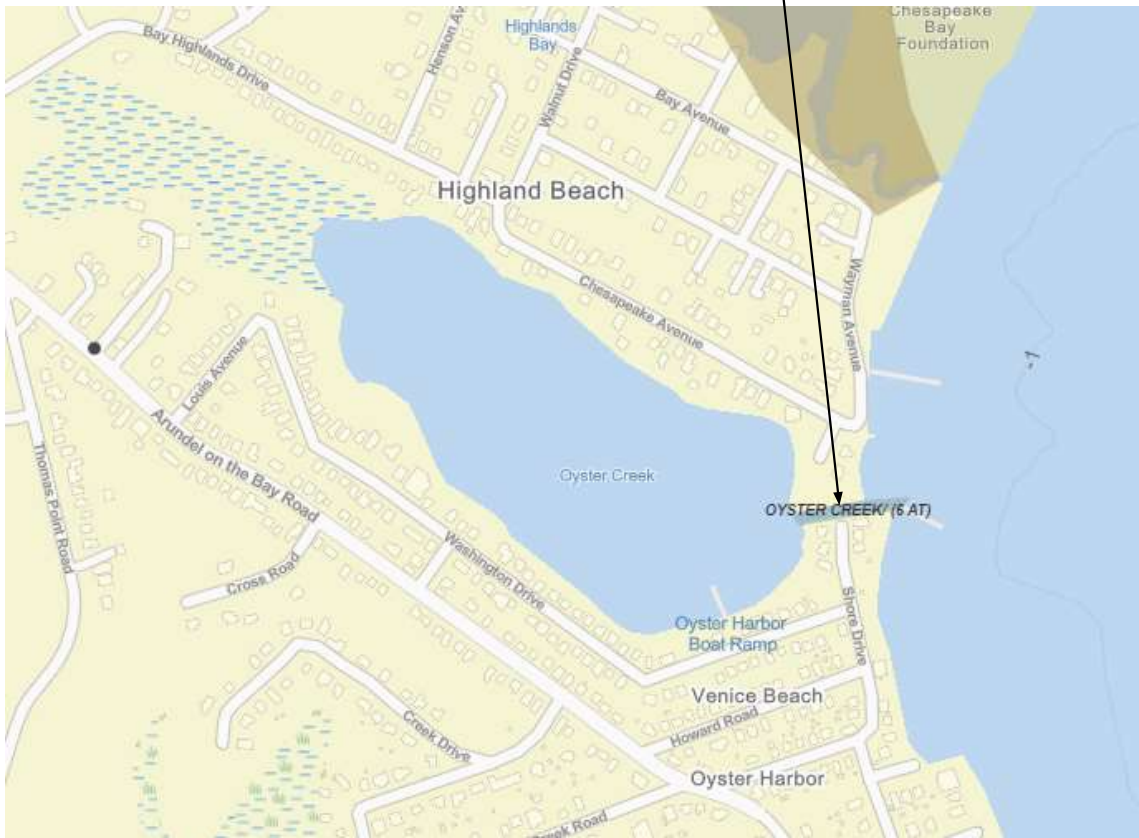 Chesapeake
Bay
Foundation
Highlands
Bay
Henson Av
Bay Highlands Drive
Walnut Drive
Bay Avenue
Highland Beach
Wayman Avenue
Chesapeake Avenue
-1
Louis Avenue
Arundel on the Bay Road
Thomas Point Road
Oyster Creek
OYSTER CREEK/ (6 AT)
Washington Drive
Cross Road
Shore Drive
Oyster Harbor
Boat Ramp
Venice Beach
Howard Road
Creek Drive
Oyster Harbor
Creek Road